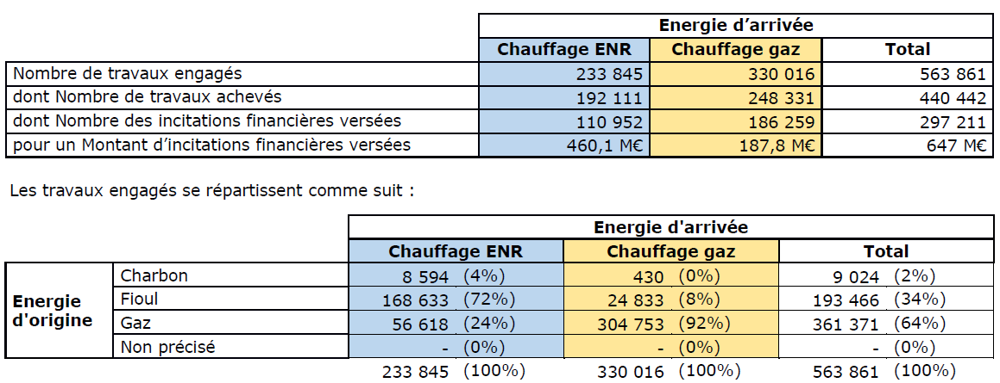 Energie d’arrivée
Chauffage ENR Chauffage gaz Total
Nombre de travaux engagés 233 845 330 016 563 861
dont Nombre de travaux achevés 192 111 248 331 440 442
dont Nombre des incitations financières versées 110 952 186 259 297 211
pour un Montant d’incitations financières versées 460,1 M€ 187,8 M€ 647 M€
Les travaux engagés se répartissent comme suit :
Energie d'arrivée
Chauffage ENR Chauffage gaz Total
Energie d'origine
Charbon 8 594 (4%) 430 (0%) 9 024 (2%)
Fioul 168 633 (72%) 24 833 (8%) 193 466 (34%)
Gaz 56 618 (24%) 304 753 (92%) 361 371 (64%)
Non précisé - (0%) - (0%) - (0%)
233 845 (100%) 330 016 (100%) 563 861 (100%)